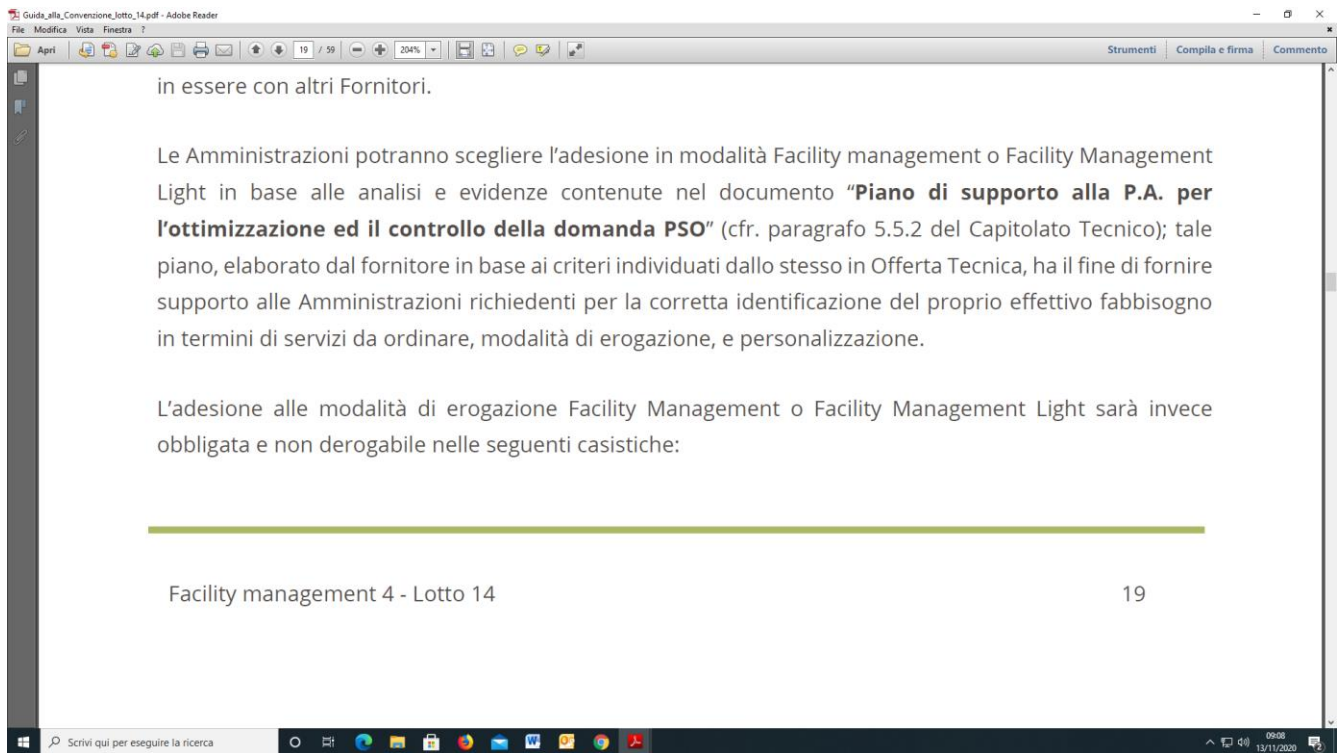 Guida_alla_Convenzione_lotto_14.pdf - Adobe Reader
File Modifica Vista Finestra ?
Apri 19 / 59 204% Strumenti Compila e firma Commento
in essere con altri Fornitori.
Le Amministrazioni potranno scegliere l’adesione in modalità Facility management o Facility Management
Light in base alle analisi e evidenze contenute nel documento “Piano di supporto alla P.A. per
l’ottimizzazione ed il controllo della domanda PSO” (cfr. paragrafo 5.5.2 del Capitolato Tecnico); tale
piano, elaborato dal fornitore in base ai criteri individuati dallo stesso in Offerta Tecnica, ha il fine di fornire
supporto alle Amministrazioni richiedenti per la corretta identificazione del proprio effettivo fabbisogno
in termini di servizi da ordinare, modalità di erogazione, e personalizzazione.
L’adesione alle modalità di erogazione Facility Management o Facility Management Light sarà invece
obbligata e non derogabile nelle seguenti casistiche:
Facility management 4 - Lotto 14 19
Scrivi qui per eseguire la ricerca
09:08
13/11/2020